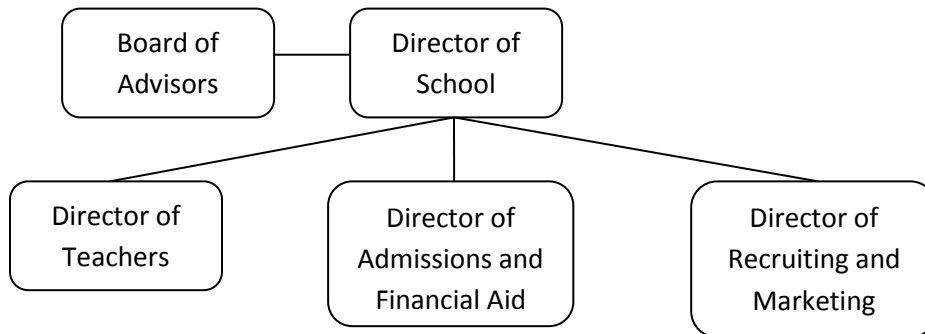 Board of
Advisors
Director of
School
Director of
Teachers
Director of
Admissions and
Financial Aid
Director of
Recruiting and
Marketing